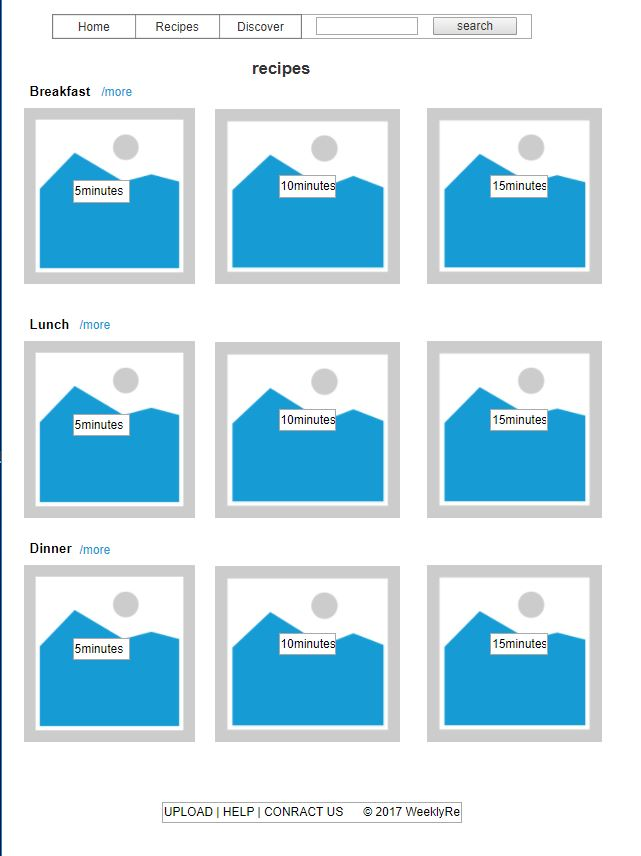 Home Recipes Discover search
recipes
Breakfast /more
5minutes 10minutes 15minutes
Lunch /more
5minutes 10minutes 15minutes
Dinner /more
5minutes 10minutes 15minutes
UPLOAD | HELP | CONRACT US © 2017 WeeklyRe